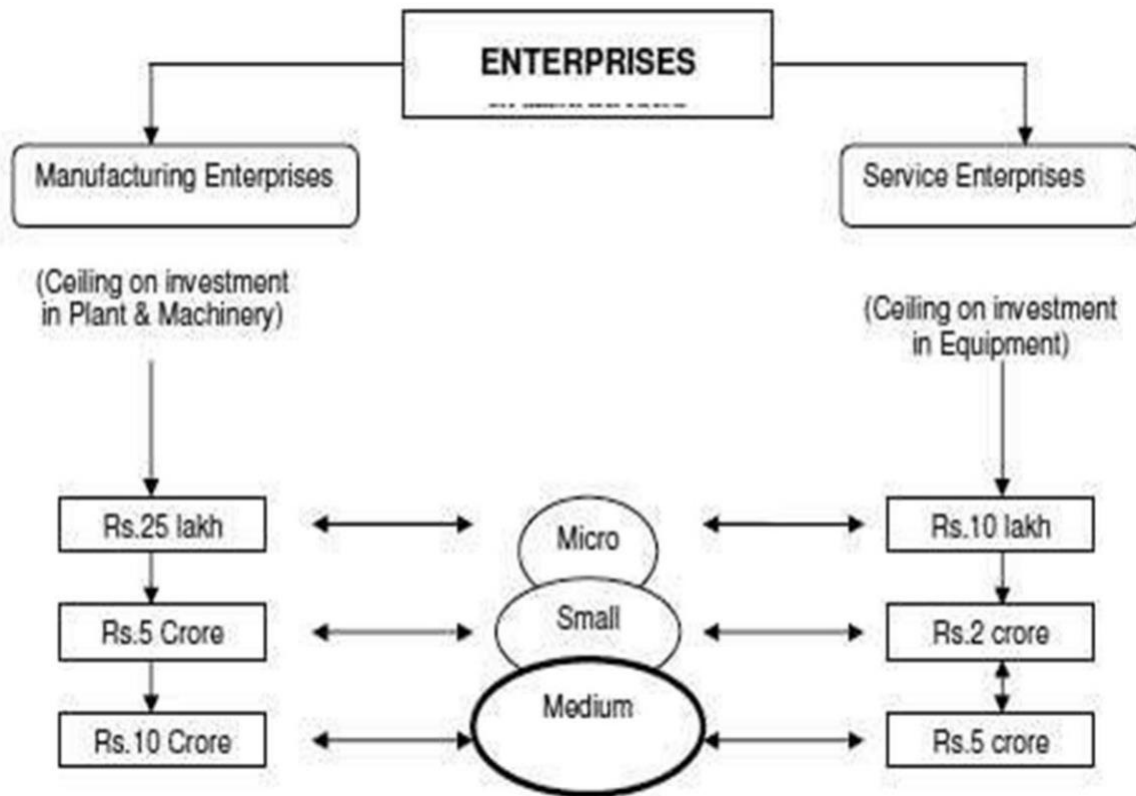 ENTERPRISES
Manufacturing Enterprises
Service Enterprises
(Ceiling on investment
in Plant & Machinery)
(Ceiling on investment
in Equipment)
Rs.25 lakh
Micro
Rs.10 lakh
Rs.5 Crore
Small
Rs.2 crore
Rs.10 Crore
Medium
Rs.5 crore